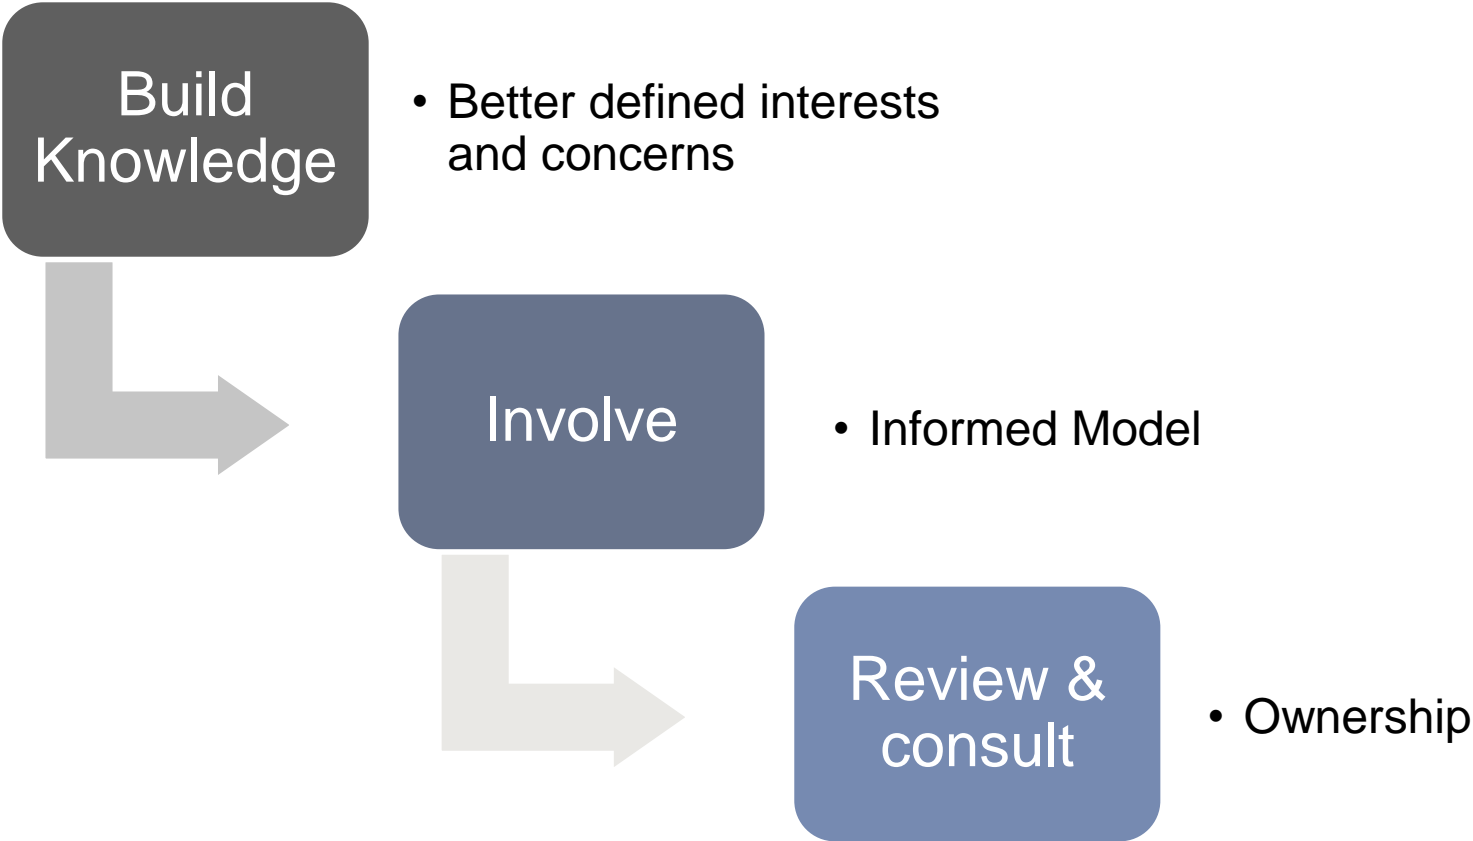 Build
Knowledge
• Better defined interests
and concerns
Involve
• Informed Model
Review &
consult
• Ownership